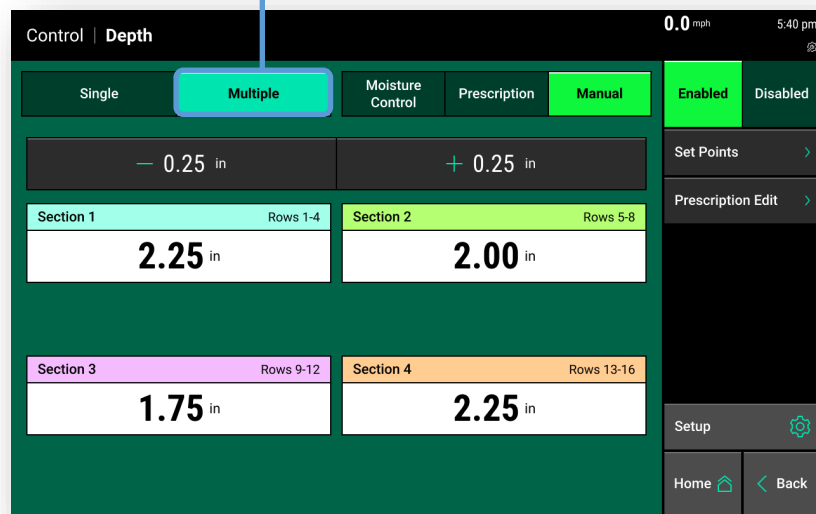 Control | Depth
0.0 mph
5:40 pm
Single
Multiple
Moisture
Control
Prescription
Manual
Enabled
Disabled
− 0.25 in
+ 0.25 in
Set Points
Prescription Edit
Section 1 Rows 1-4
2.25 in
Section 2 Rows 5-8
2.00 in
Section 3 Rows 9-12
1.75 in
Section 4 Rows 13-16
2.25 in
Setup
Home
Back